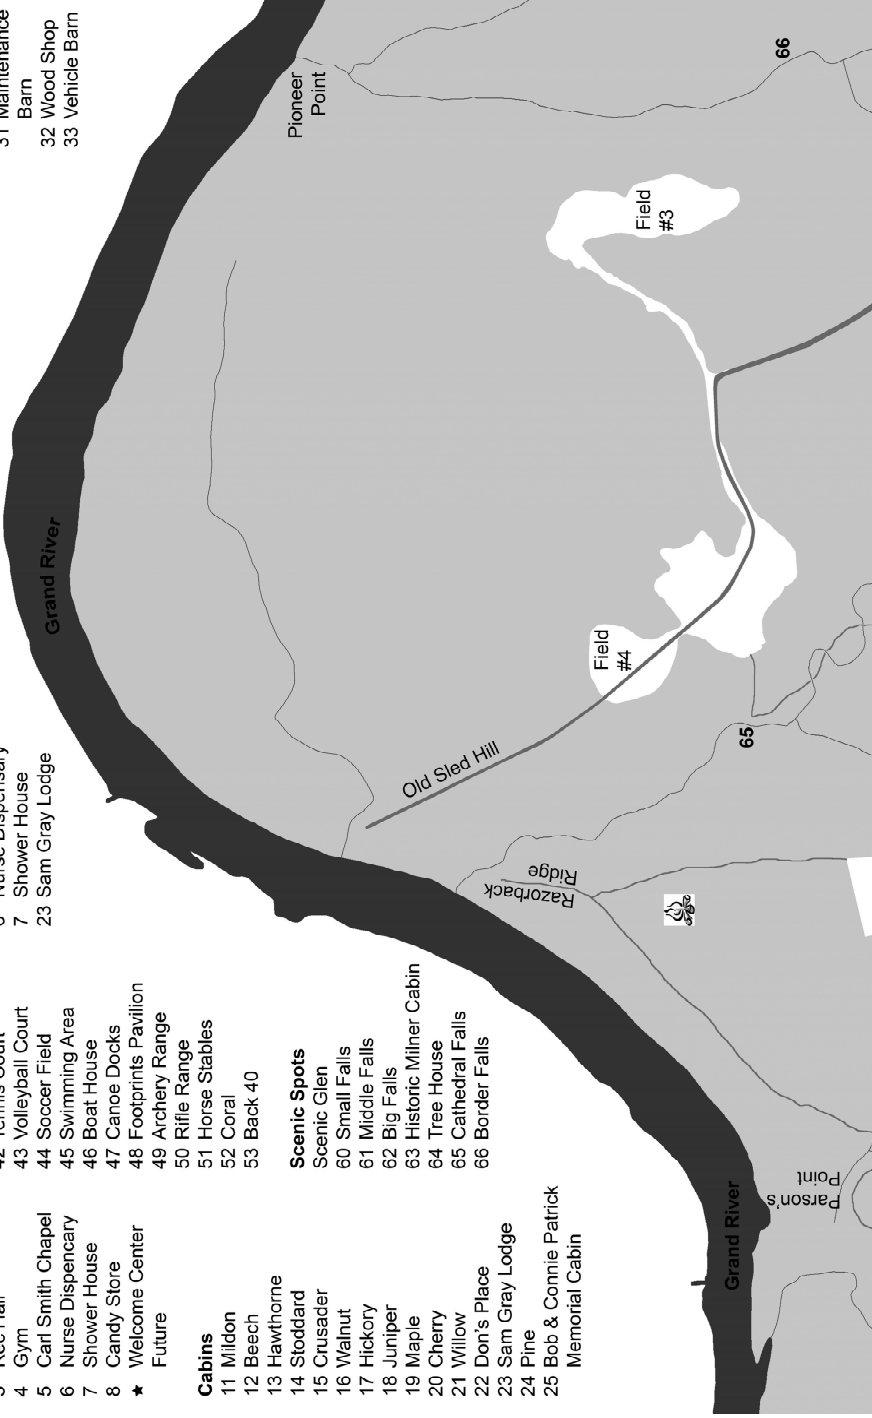 4 Gym
5 Carl Smith Chapel
6 Nurse Dispencary
7 Shower House
8 Candy Store
★ Welcome Center
Future
Cabins
11 Mildon
12 Beech
13 Hawthorne
14 Stoddard
15 Crusader
16 Walnut
17 Hickory
18 Juniper
19 Maple
20 Cherry
21 Willow
22 Don's Place
23 Sam Gray Lodge
24 Pine
25 Bob & Connie Patrick
Memorial Cabin
42 Tennis Court
43 Volleyball Court
44 Soccer Field
45 Swimming Area
46 Boat House
47 Canoe Docks
48 Footprints Pavilion
49 Archery Range
50 Rifle Range
51 Horse Stables
52 Coral
53 Back 40
Scenic Spots
Scenic Glen
60 Small Falls
61 Middle Falls
62 Big Falls
63 Historic Milner Cabin
64 Tree House
65 Cathedral Falls
66 Border Falls
7 Shower House
23 Sam Gray Lodge
31 Maintenance
Barn
32 Wood Shop
33 Vehicle Barn
Grand River
Pioneer
Point
Old Sled Hill
Razorback
Ridge
Field
#4
Field
#3
Grand River
65
66
Parson's
Point